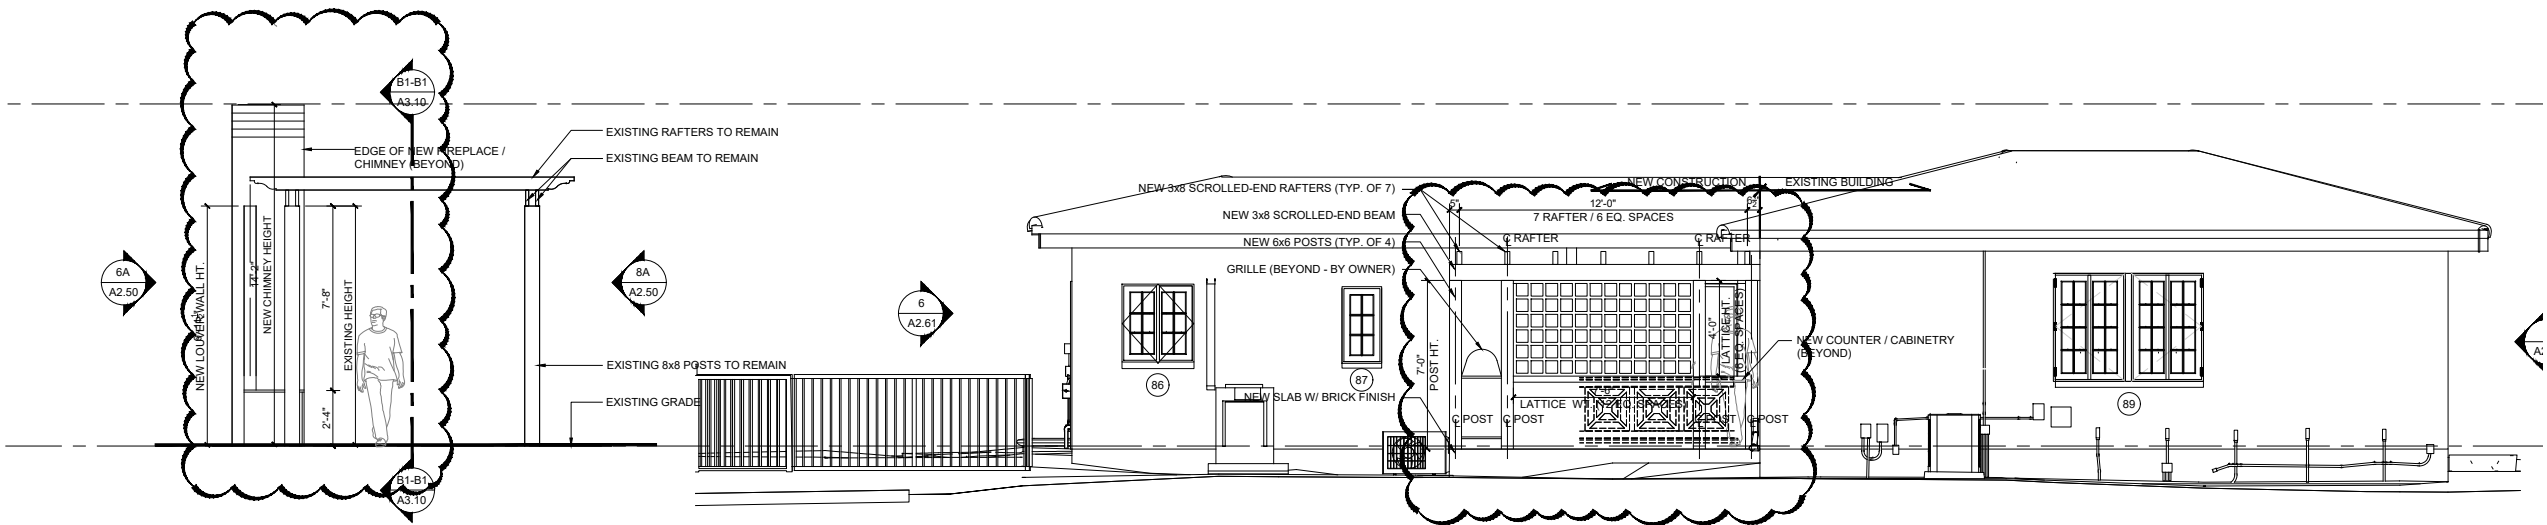 B1-B1
A3.10
EXISTING RAFTERS TO REMAIN
EDGE OF NEW FIREPLACE /
CHIMNEY (BEYOND)
EXISTING BEAM TO REMAIN
6A
A2.50
NEW LOUVER WALL HT.
NEW CHIMNEY HEIGHT
7'-8"
2'-4"
EXISTING HEIGHT
8A
A2.50
EXISTING 8x8 POSTS TO REMAIN
EXISTING GRADE
B1-B1
A3.10
6
A2.61
NEW 3x8 SCROLLED-END RAFTERS (TYP. OF 7)
NEW 3x8 SCROLLED-END BEAM
NEW 6x6 POSTS (TYP. OF 4)
GRILLE (BEYOND - BY OWNER)
NEW SLAB W/ BRICK FINISH
NEW CONSTRUCTION
EXISTING BUILDING
5"
12'-0"
7 RAFTER / 6 EQ. SPACES
RAFTER
RAFTER
7'-0"
POST HT.
4'-0"
LATTICE HT.
(6 EQ. SPACES)
NEW COUNTER / CABINETRY
(BEYOND)
POST
POST
POST
POST
86
87
89